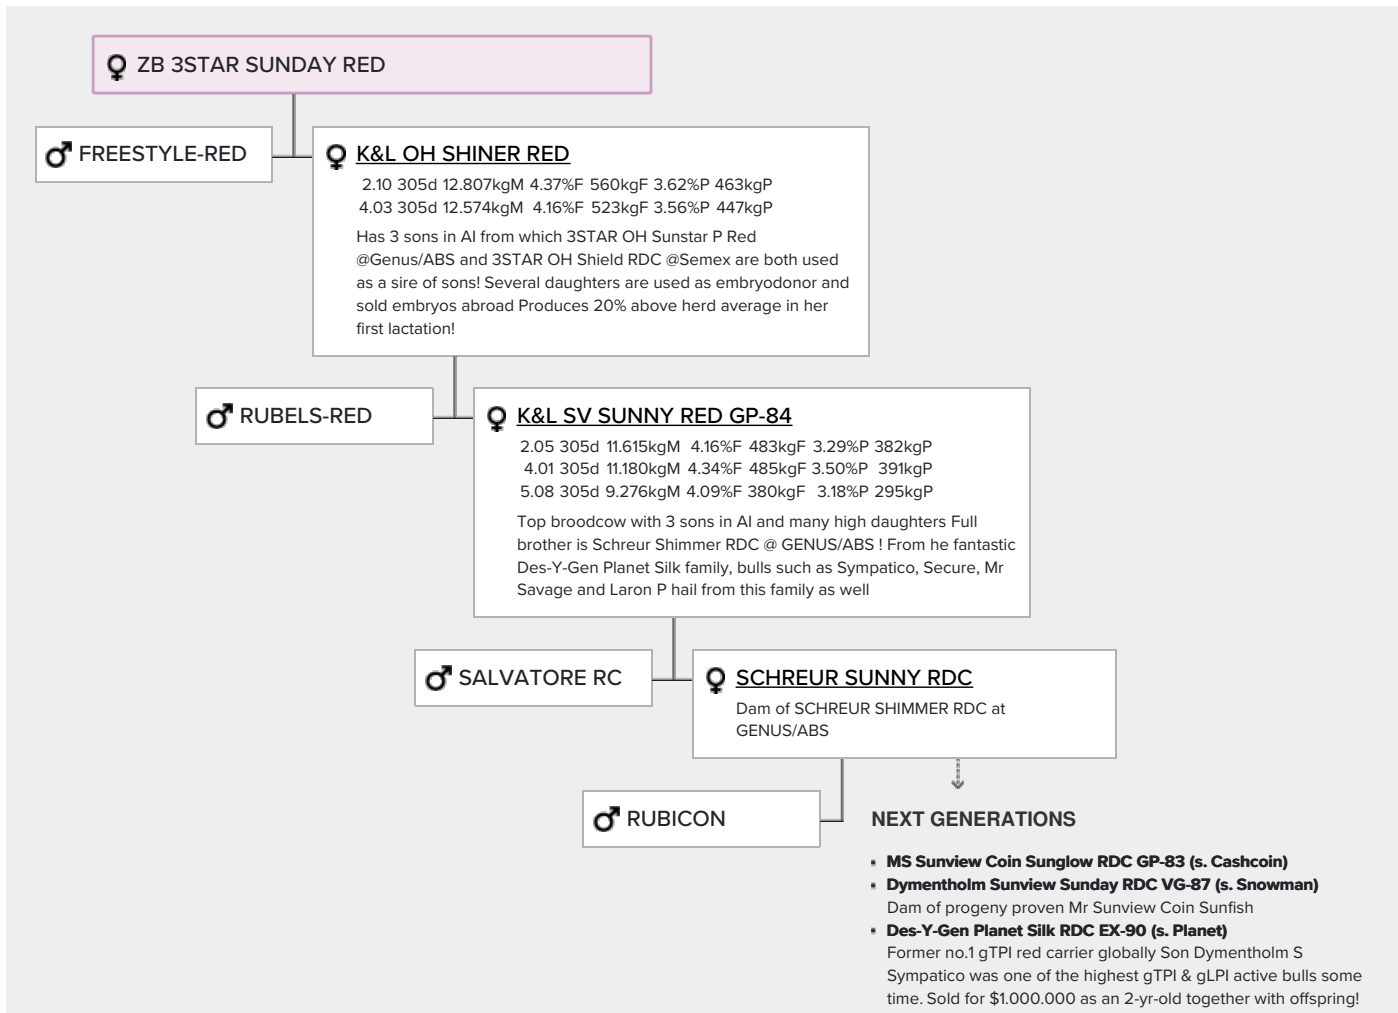 ZB 3STAR SUNDAY RED
FREESTYLE-RED
K&L OH SHINER RED
2.10 305d 12.807kgM 4.37%F 560kgF 3.62%P 463kgP
4.03 305d 12.574kgM 4.16%F 523kgF 3.56%P 447kgP
Has 3 sons in AI from which 3STAR OH Sunstar P Red
@Genus/ABS and 3STAR OH Shield RDC @Semex are both used
as a sire of sons! Several daughters are used as embryodonor and
sold embryos abroad Produces 20% above herd average in her
first lactation!
RUBELS-RED
K&L SV SUNNY RED GP-84
2.05 305d 11.615kgM 4.16%F 483kgF 3.29%P 382kgP
4.01 305d 11.180kgM 4.34%F 485kgF 3.50%P 391kgP
5.08 305d 9.276kgM 4.09%F 380kgF 3.18%P 295kgP
Top broodcow with 3 sons in AI and many high daughters Full
brother is Schreur Shimmer RDC @ GENUS/ABS ! From he fantastic
Des-Y-Gen Planet Silk family, bulls such as Sympatico, Secure, Mr
Savage and Laron P hail from this family as well
SALVATORE RC
SCHREUR SUNNY RDC
Dam of SCHREUR SHIMMER RDC at
GENUS/ABS
RUBICON
NEXT GENERATIONS
MS Sunview Coin Sunglow RDC GP-83 (s. Cashcoin)
Dymentholm Sunview Sunday RDC VG-87 (s. Snowman)
Dam of progeny proven Mr Sunview Coin Sunfish
Des-Y-Gen Planet Silk RDC EX-90 (s. Planet)
Former no.1 gTPI red carrier globally Son Dymentholm S
Sympatico was one of the highest gTPI & gLPI active bulls some
time. Sold for $1.000.000 as an 2-yr-old together with offspring!